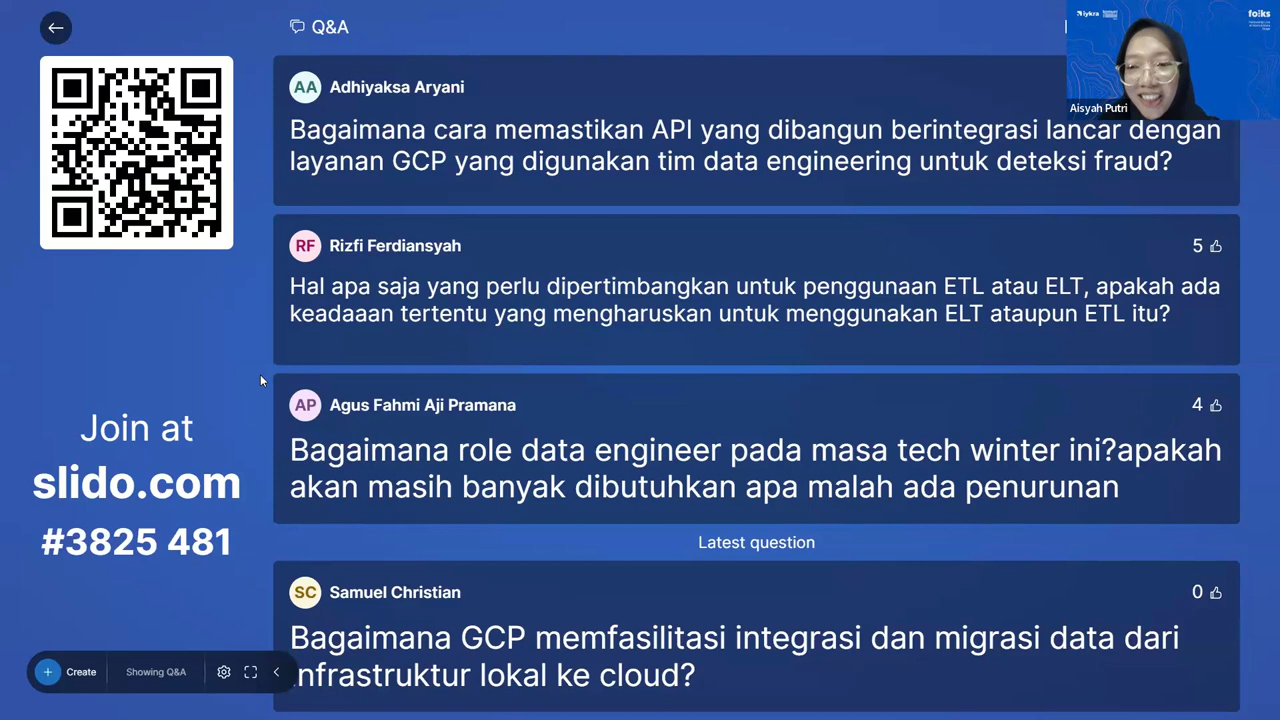 Q&A
iykra
foiks
Aisyah Putri
AA Adhiyaksa Aryani
Bagaimana cara memastikan API yang dibangun berintegrasi lancar dengan
layanan GCP yang digunakan tim data engineering untuk deteksi fraud?
RF Rizfi Ferdiansyah
5
Hal apa saja yang perlu dipertimbangkan untuk penggunaan ETL atau ELT, apakah ada
keadaaan tertentu yang mengharuskan untuk menggunakan ELT ataupun ETL itu?
AP Agus Fahmi Aji Pramana
4
Bagaimana role data engineer pada masa tech winter ini?apakah
akan masih banyak dibutuhkan apa malah ada penurunan
Latest question
SC Samuel Christian
0
Bagaimana GCP memfasilitasi integrasi dan migrasi data dari
infrastruktur lokal ke cloud?
Join at
slido.com
#3825 481
Create
Showing Q&A